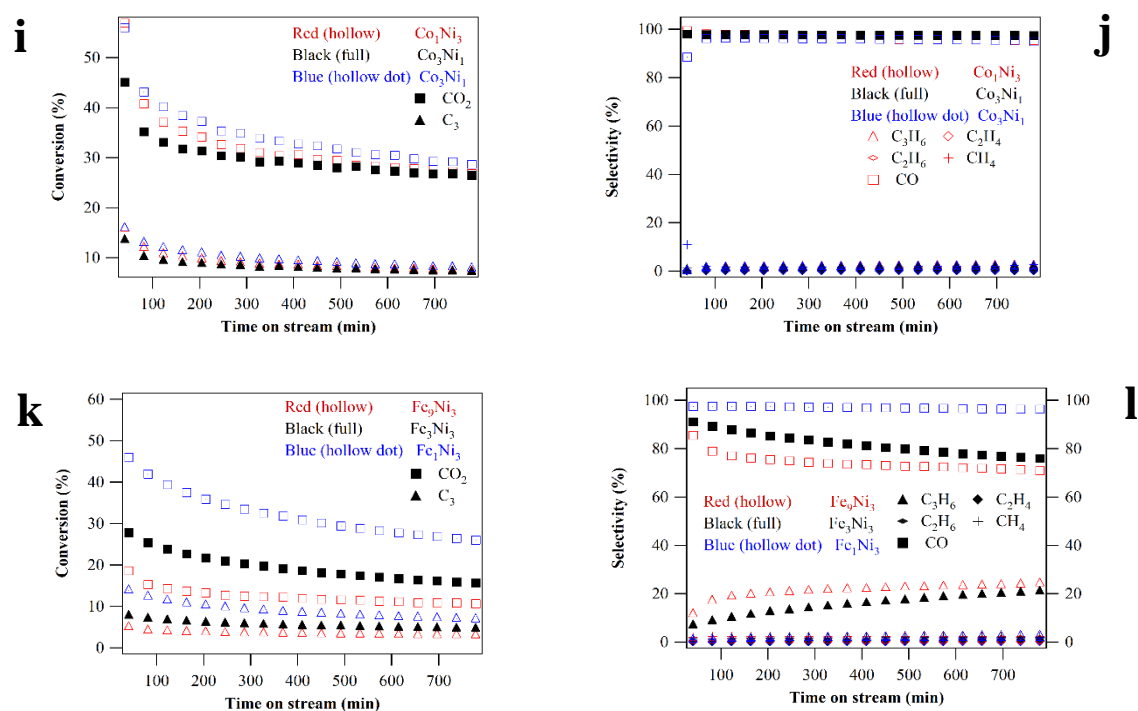 i
Conversion (%)
50
40
30
20
10
Red (hollow) Co1Ni3
Black (full) Co3Ni1
Blue (hollow dot) Co3Ni1
CO2
C3
100 200 300 400 500 600 700
Time on stream (min)
j
Selectivity (%)
100
80
60
40
20
0
Red (hollow) Co1Ni3
Black (full) Co3Ni1
Blue (hollow dot) Co3Ni1
C3H6 C2H4
C2H6 CH4
CO
100 200 300 400 500 600 700
Time on stream (min)
k
Conversion (%)
60
50
40
30
20
10
0
Red (hollow) Fe9Ni3
Black (full) Fe3Ni3
Blue (hollow dot) Fe1Ni3
CO2
C3
100 200 300 400 500 600 700
Time on stream (min)
l
Selectivity (%)
100 100
80 80
60 60
40 40
20 20
0 0
Red (hollow) Fe9Ni3
Black (full) Fe3Ni3
Blue (hollow dot) Fe1Ni3
C3H6 C2H4
C2H6 CH4
CO
100 200 300 400 500 600 700
Time on stream (min)